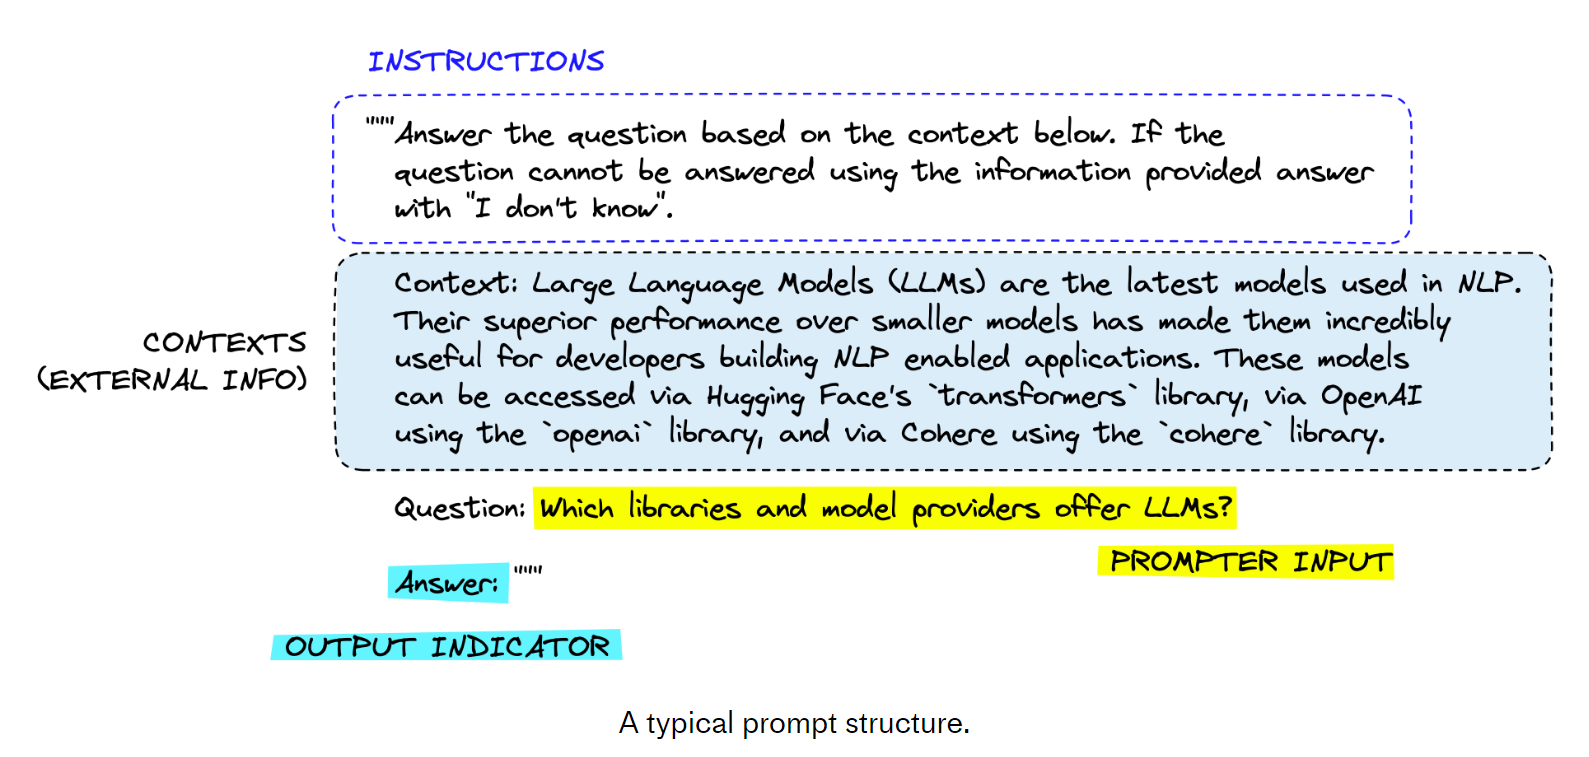 INSTRUCTIONS
"""Answer the question based on the context below. If the
question cannot be answered using the information provided answer
with "I don't know".
CONTEXTS
(EXTERNAL INFO)
Context: Large Language Models (LLMs) are the latest models used in NLP.
Their superior performance over smaller models has made them incredibly
useful for developers building NLP enabled applications. These models
can be accessed via Hugging Face's `transformers` library, via OpenAI
using the `openai` library, and via Cohere using the `cohere` library.
Question: Which libraries and model providers offer LLMs?
PROMPTER INPUT
Answer: """
OUTPUT INDICATOR
A typical prompt structure.